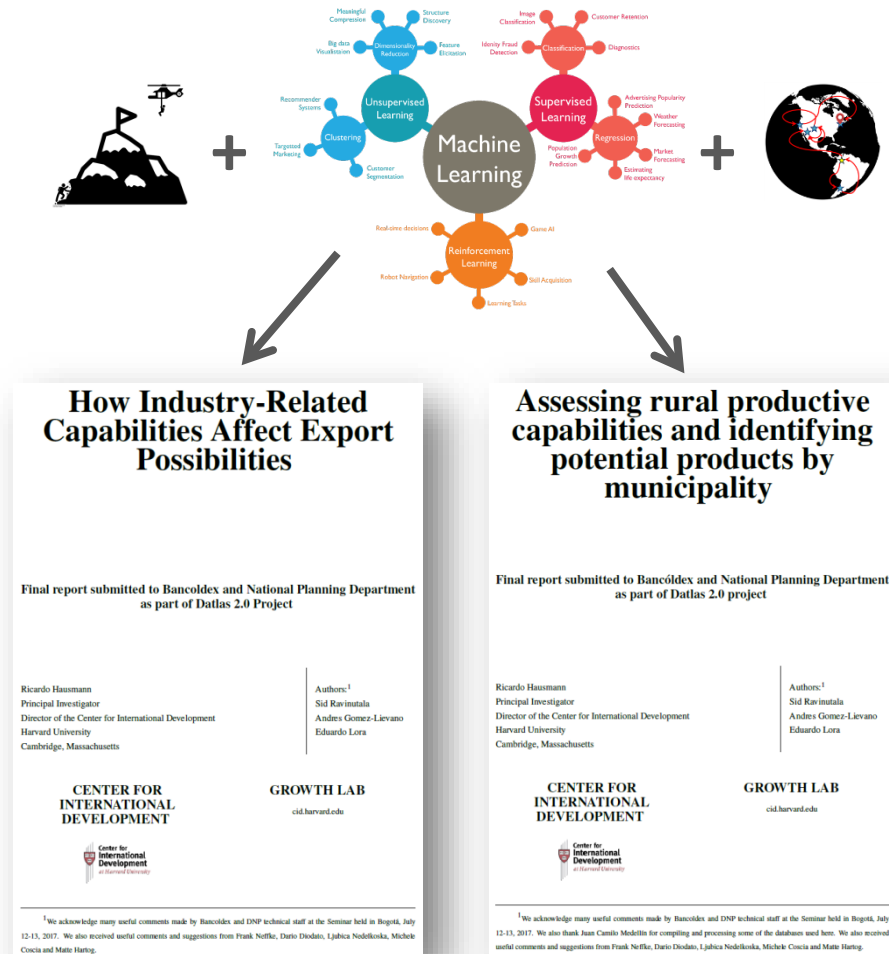 Meaningful
Compression
Structure
Discovery
Big data
Visualisation
Dimensionality
Reduction
Feature
Elicitation
Image
Classification
Customer Retention
Idenity Fraud
Detection
Classification
Diagnostics
Recommender
Systems
Unsupervised
Learning
Supervised
Learning
Advertising Popularity
Prediction
Weather
Forecasting
Clustering
Machine
Learning
Regression
Targetted
Marketing
Population
Growth
Prediction
Market
Forecasting
Customer
Segmentation
Estimating
life expectancy
Real-time decisions
Game AI
Reinforcement
Learning
Robot Navigation
Skill Acquisition
Learning Tasks
How Industry-Related
Capabilities Affect Export
Possibilities
Final report submitted to Bancoldex and National Planning Department
as part of Datlas 2.0 Project
Ricardo Hausmann
Principal Investigator
Director of the Center for International Development
Harvard University
Cambridge, Massachusetts
Authors:1
Sid Ravinutala
Andres Gomez-Lievano
Eduardo Lora
CENTER FOR
INTERNATIONAL
DEVELOPMENT
GROWTH LAB
cid.harvard.edu
Center for
International
Development
at Harvard University
1We acknowledge many useful comments made by Bancoldex and DNP technical staff at the Seminar held in Bogotá, July
12-13, 2017. We also received useful comments and suggestions from Frank Neffke, Dario Diodato, Ljubica Nedelkoska, Michele
Coscia and Matte Hartog.
Assessing rural productive
capabilities and identifying
potential products by
municipality
Final report submitted to Bancóldex and National Planning Department
as part of Datlas 2.0 project
Ricardo Hausmann
Principal Investigator
Director of the Center for International Development
Harvard University
Cambridge, Massachusetts
Authors:1
Sid Ravinutala
Andres Gomez-Lievano
Eduardo Lora
CENTER FOR
INTERNATIONAL
DEVELOPMENT
GROWTH LAB
cid.harvard.edu
Center for
International
Development
at Harvard University
1We acknowledge many useful comments made by Bancoldex and DNP technical staff at the Seminar held in Bogotá, July
12-13, 2017. We also thank Juan Camilo Medellin for compiling and processing some of the databases used here. We also received
useful comments and suggestions from Frank Neffke, Dario Diodato, Ljubica Nedelkoska, Michele Coscia and Matte Hartog.